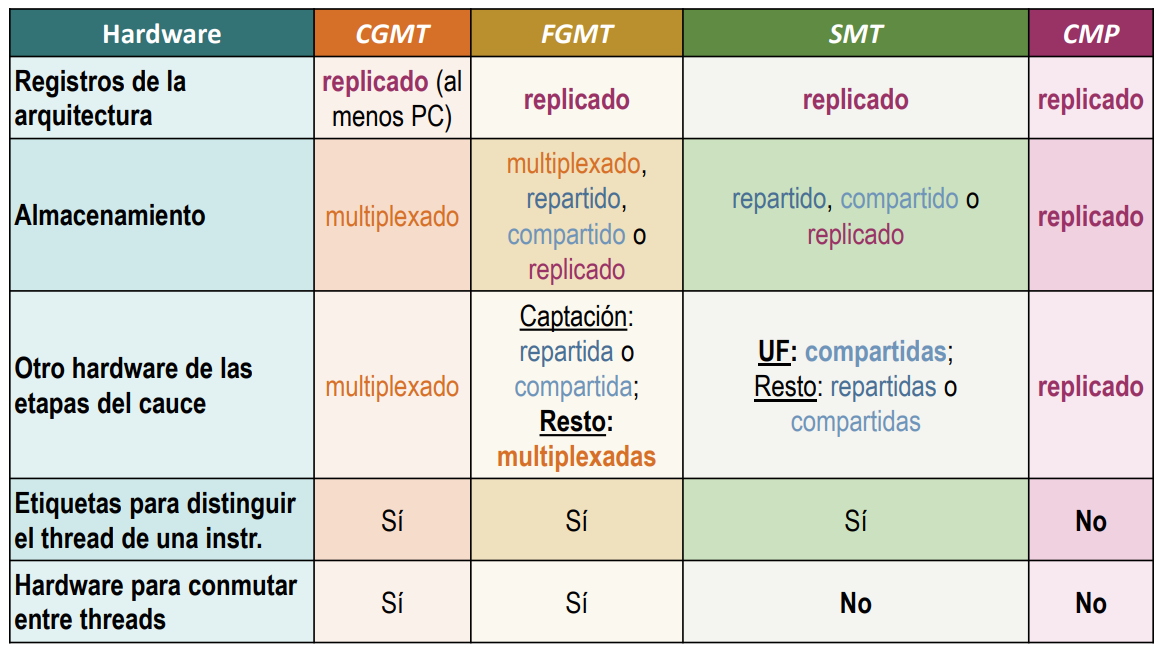 Hardware
CGMT
FGMT
SMT
CMP
Registros de la
arquitectura
replicado (al
menos PC)
replicado
replicado
replicado
Almacenamiento
multiplexado
multiplexado,
repartido,
compartido o
replicado
repartido, compartido o
replicado
replicado
Otro hardware de las
etapas del cauce
multiplexado
Captación:
repartida o
compartida;
Resto:
multiplexadas
UF: compartidas;
Resto: repartidas o
compartidas
replicado
Etiquetas para distinguir
el thread de una instr.
Sí
Sí
Sí
No
Hardware para conmutar
entre threads
Sí
Sí
No
No